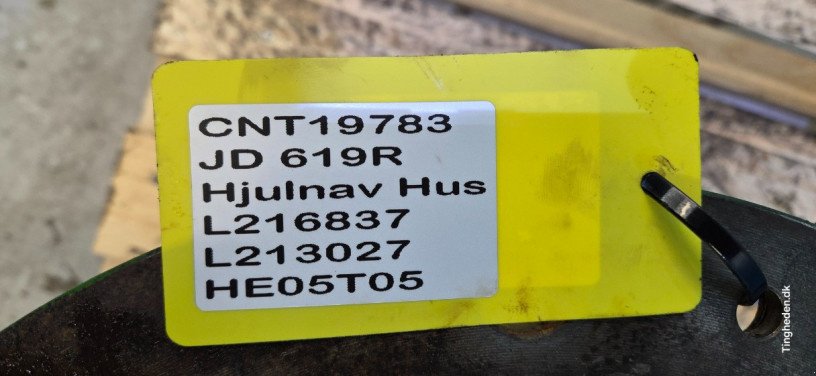 CNT19783
JD 619R
Hjulnav Hus
L216837
L213027
HE05T05
Tingheden.dk